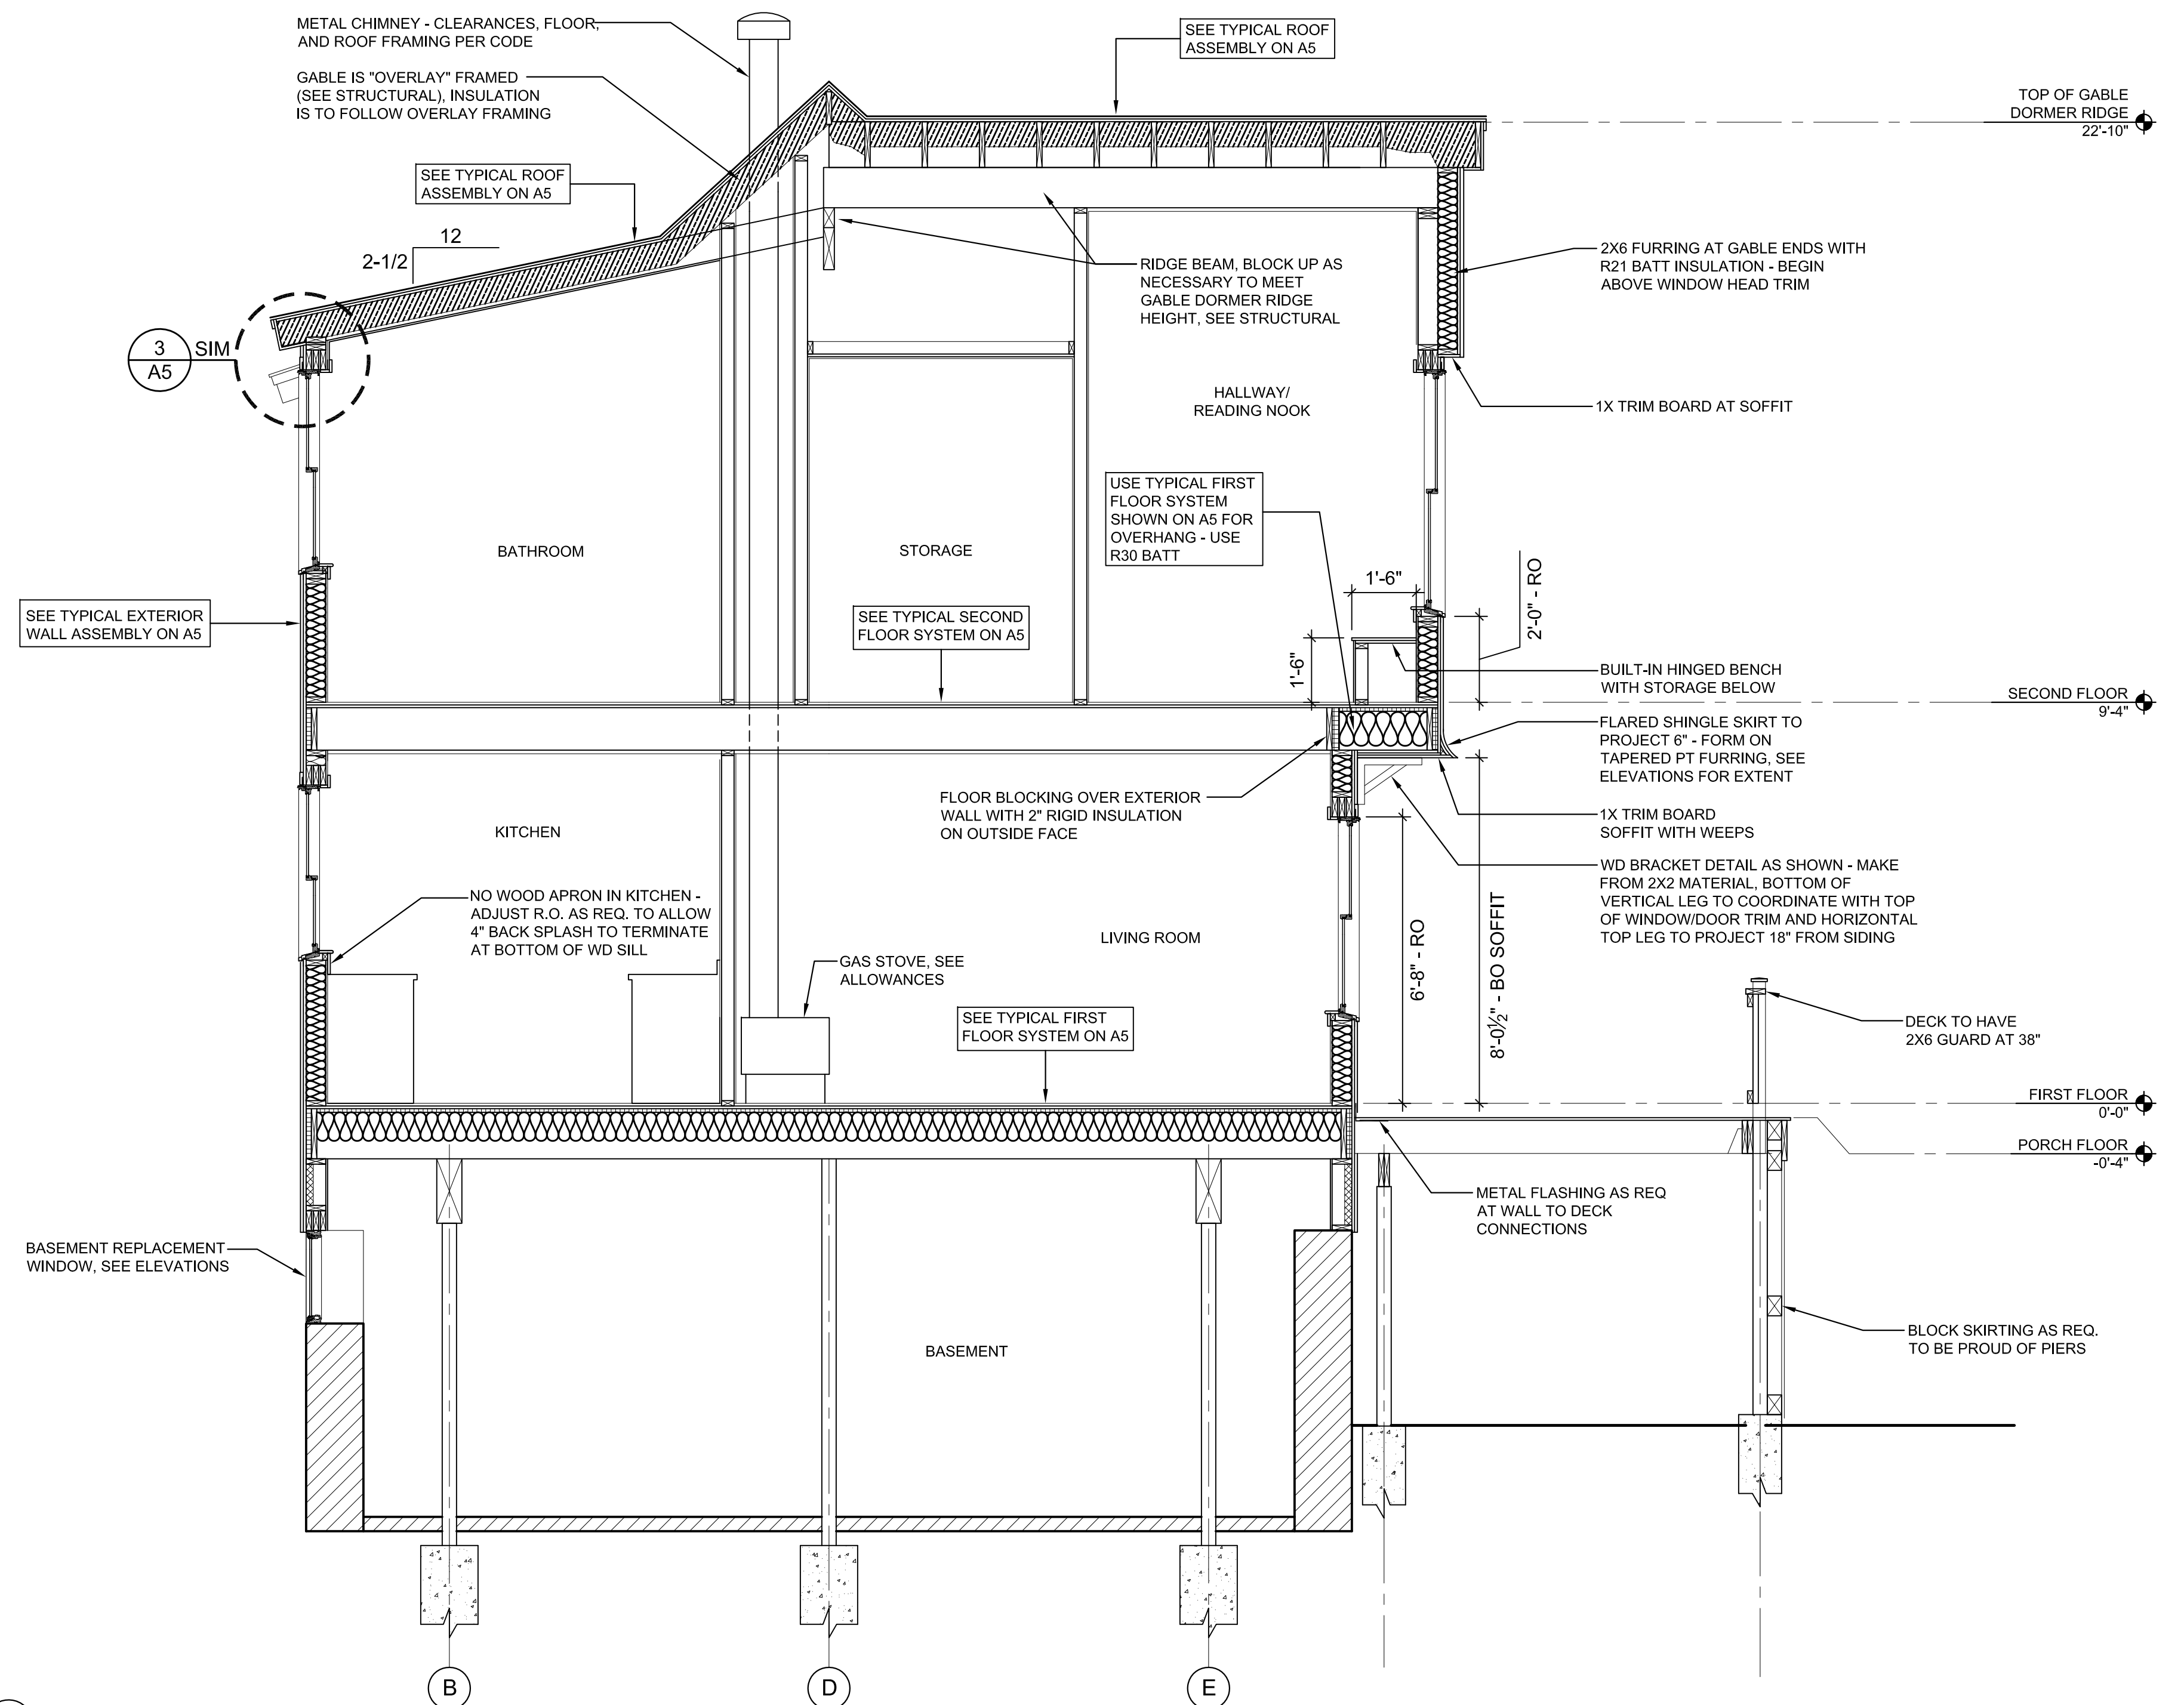 METAL CHIMNEY - CLEARANCES, FLOOR,
AND ROOF FRAMING PER CODE
GABLE IS "OVERLAY" FRAMED
(SEE STRUCTURAL), INSULATION
IS TO FOLLOW OVERLAY FRAMING
SEE TYPICAL ROOF
ASSEMBLY ON A5
TOP OF GABLE
DORMER RIDGE
22'-10"
SEE TYPICAL ROOF
ASSEMBLY ON A5
12
2-1/2
3
A5
SIM
RIDGE BEAM, BLOCK UP AS
NECESSARY TO MEET
GABLE DORMER RIDGE
HEIGHT, SEE STRUCTURAL
2X6 FURRING AT GABLE ENDS WITH
R21 BATT INSULATION - BEGIN
ABOVE WINDOW HEAD TRIM
HALLWAY/
READING NOOK
1X TRIM BOARD AT SOFFIT
USE TYPICAL FIRST
FLOOR SYSTEM
SHOWN ON A5 FOR
OVERHANG - USE
R30 BATT
BATHROOM
STORAGE
1'-6"
2'-0" - RO
SEE TYPICAL EXTERIOR
WALL ASSEMBLY ON A5
SEE TYPICAL SECOND
FLOOR SYSTEM ON A5
1'-6"
BUILT-IN HINGED BENCH
WITH STORAGE BELOW
SECOND FLOOR
9'-4"
FLARED SHINGLE SKIRT TO
PROJECT 6" - FORM ON
TAPERED PT FURRING, SEE
ELEVATIONS FOR EXTENT
FLOOR BLOCKING OVER EXTERIOR
WALL WITH 2" RIGID INSULATION
ON OUTSIDE FACE
1X TRIM BOARD
SOFFIT WITH WEEPS
KITCHEN
WD BRACKET DETAIL AS SHOWN - MAKE
FROM 2X2 MATERIAL, BOTTOM OF
VERTICAL LEG TO COORDINATE WITH TOP
OF WINDOW/DOOR TRIM AND HORIZONTAL
TOP LEG TO PROJECT 18" FROM SIDING
NO WOOD APRON IN KITCHEN -
ADJUST R.O. AS REQ. TO ALLOW
4" BACK SPLASH TO TERMINATE
AT BOTTOM OF WD SILL
LIVING ROOM
6'-8" - RO
8'-0½" - BO SOFFIT
GAS STOVE, SEE
ALLOWANCES
SEE TYPICAL FIRST
FLOOR SYSTEM ON A5
DECK TO HAVE
2X6 GUARD AT 38"
FIRST FLOOR
0'-0"
PORCH FLOOR
-0'-4"
METAL FLASHING AS REQ
AT WALL TO DECK
CONNECTIONS
BASEMENT REPLACEMENT
WINDOW, SEE ELEVATIONS
BASEMENT
BLOCK SKIRTING AS REQ.
TO BE PROUD OF PIERS
B
D
E